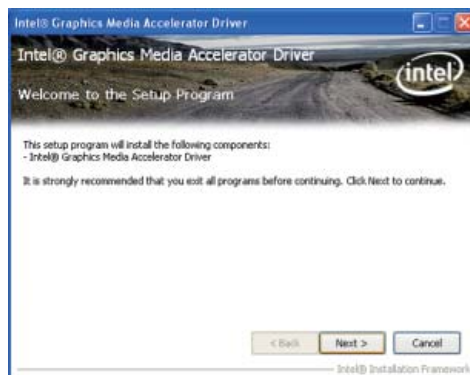 Intel® Graphics Media Accelerator Driver
Intel® Graphics Media Accelerator Driver
intel
Welcome to the Setup Program
This setup program will install the following components:
- Intel® Graphics Media Accelerator Driver
It is strongly recommended that you exit all programs before continuing. Click Next to continue.
< Back Next > Cancel
Intel® Installation Framework